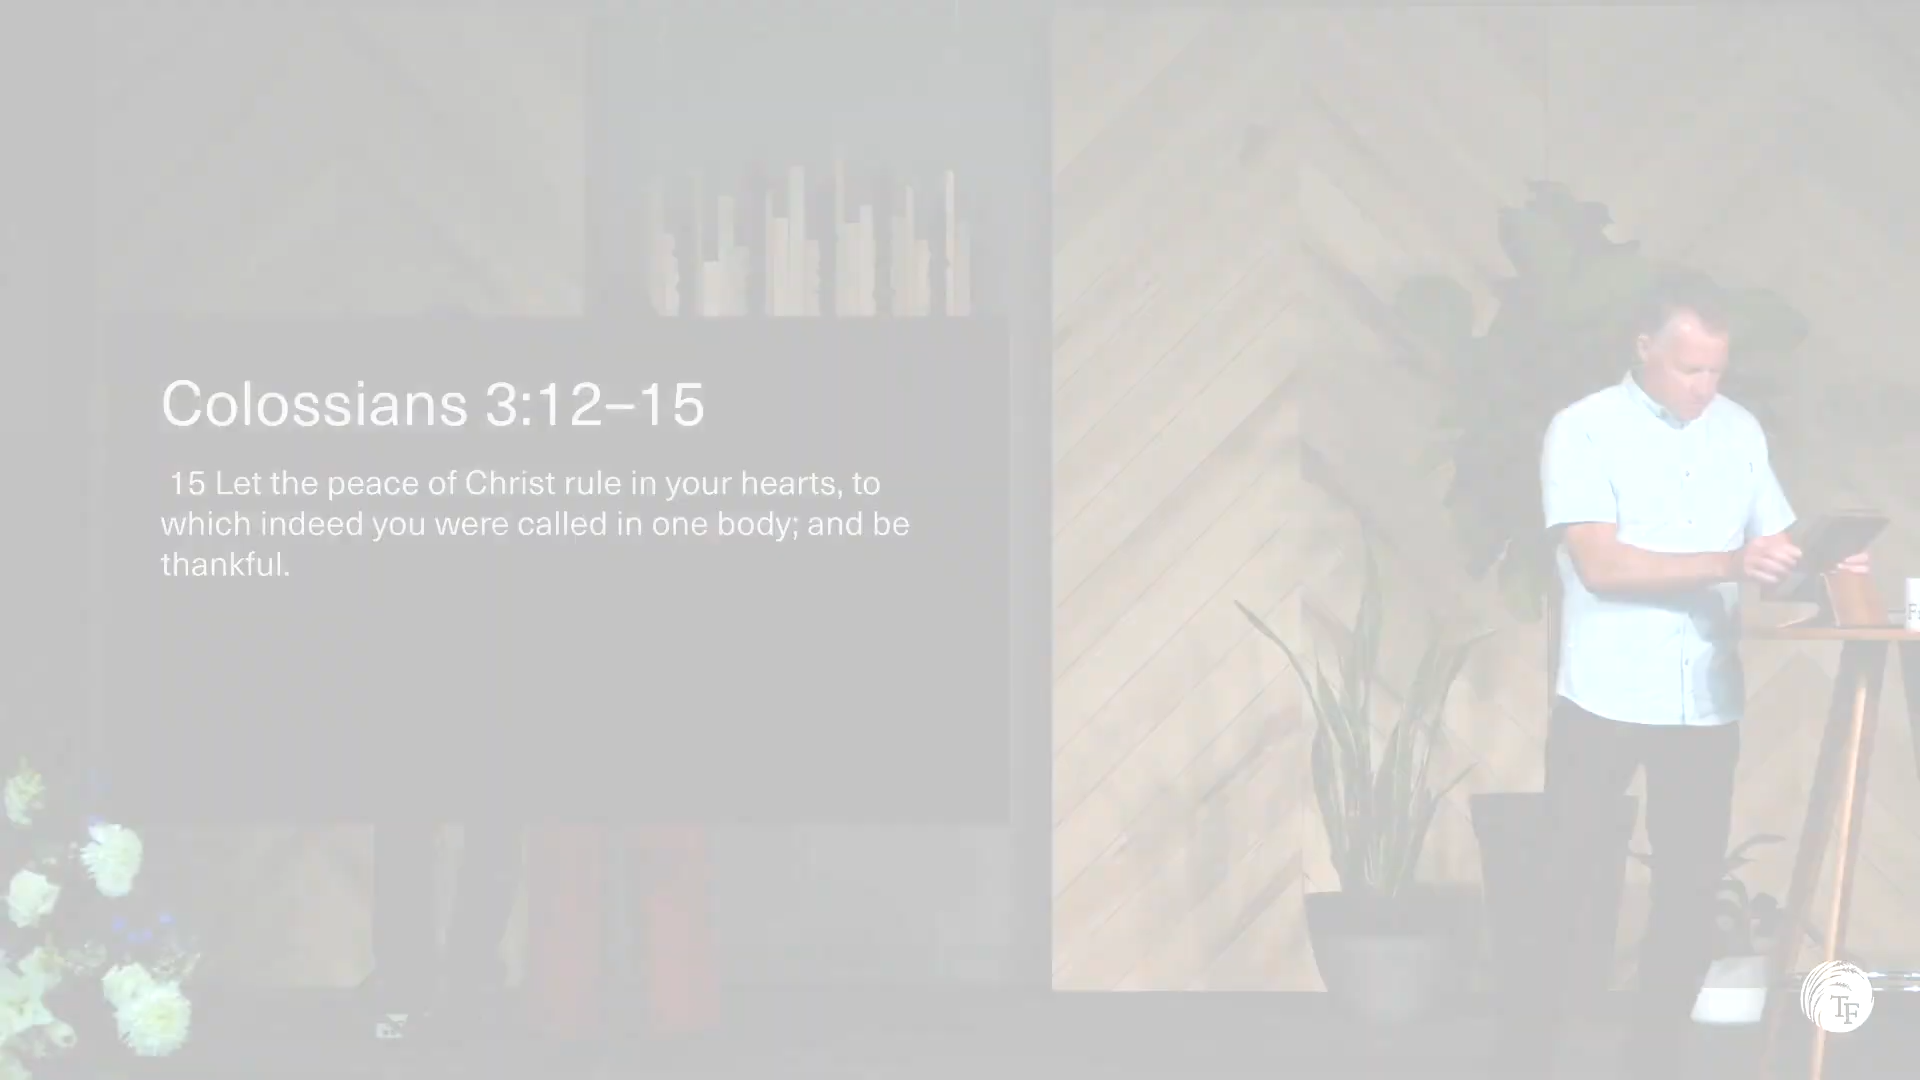 Colossians 3:12–15
15 Let the peace of Christ rule in your hearts, to
which indeed you were called in one body; and be
thankful.
TF